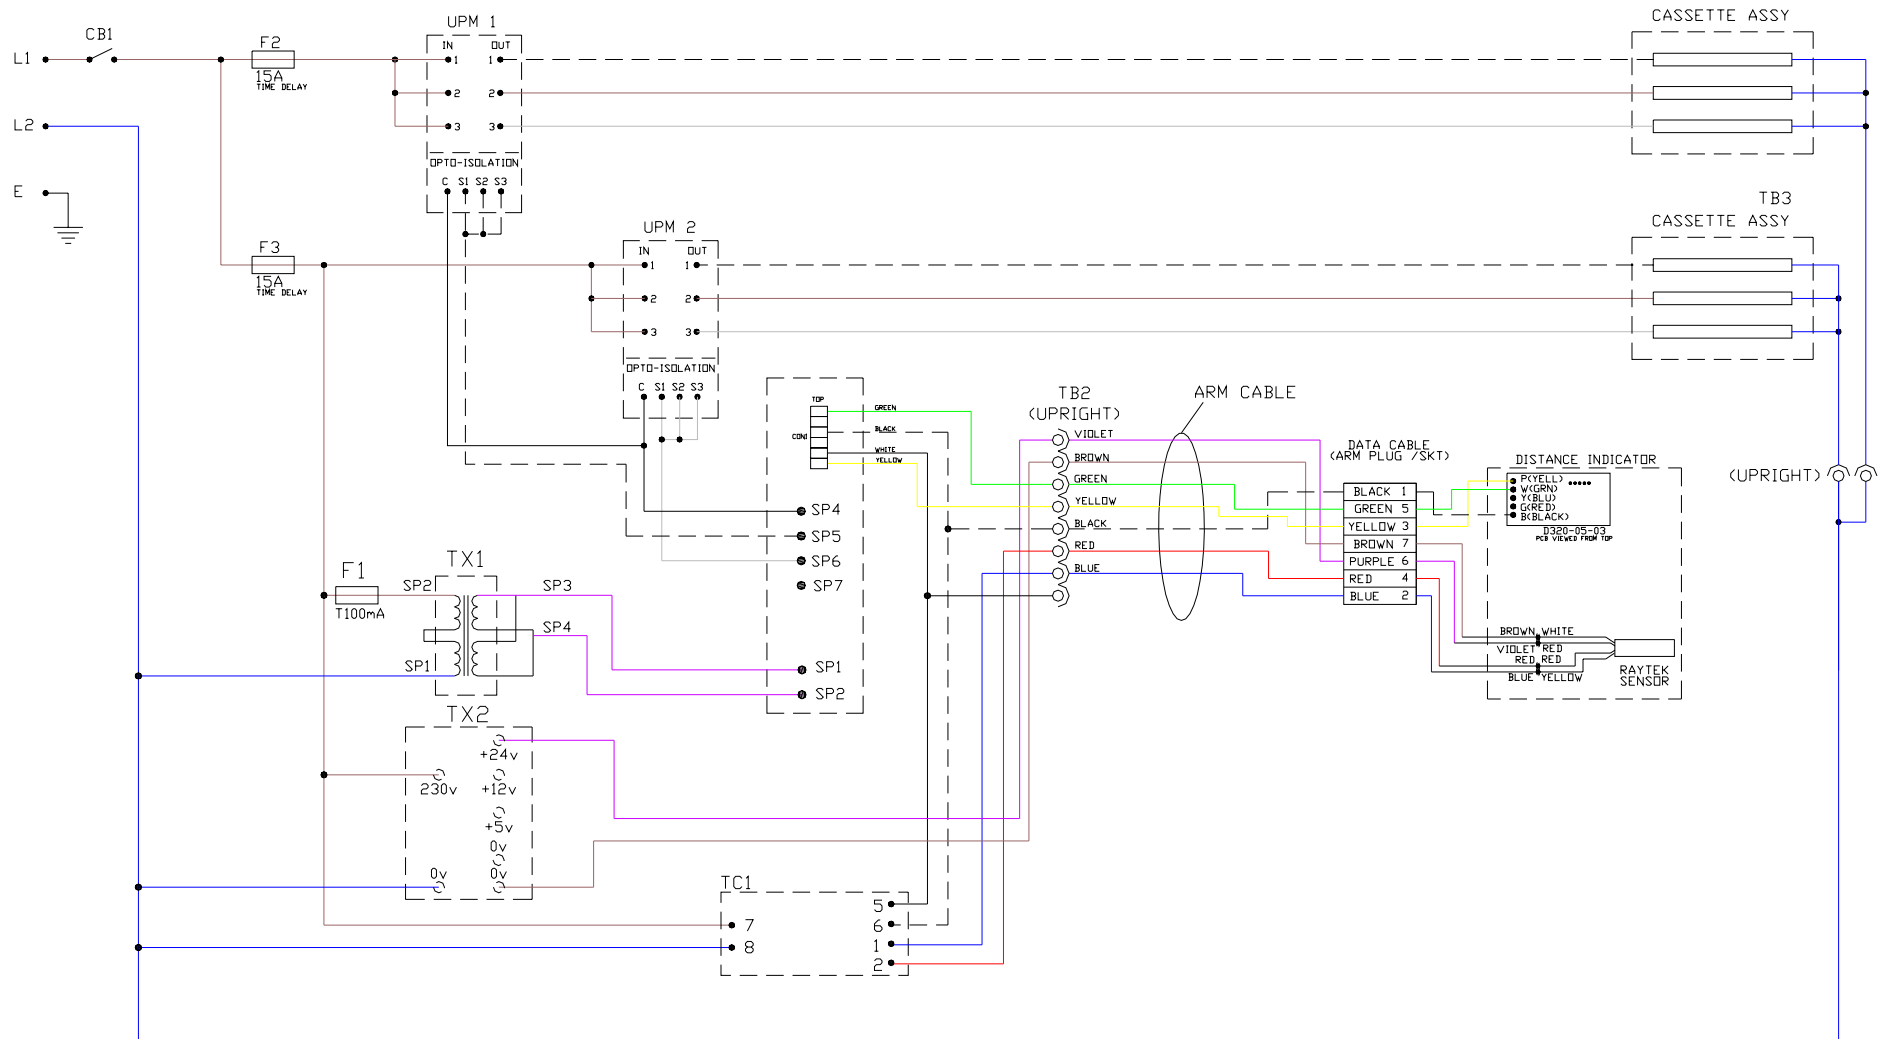 CASSETTE ASSY
UPM 1
CB1
F2
IN
OUT
L1
1
1
15A
TIME DELAY
2
2
L2
3
3
OPTO-ISOLATION
C S1 S2 S3
E
TB3
CASSETTE ASSY
UPM 2
F3
IN
OUT
1
1
15A
TIME DELAY
2
2
3
3
OPTO-ISOLATION
C S1 S2 S3
TB2
(UPRIGHT)
ARM CABLE
TOP
GREEN
BLACK
CON1
WHITE
YELLOW
VIOLET
BROWN
GREEN
YELLOW
BLACK
RED
BLUE
DATA CABLE
(ARM PLUG /SKT)
BLACK 1
GREEN 5
YELLOW 3
BROWN 7
PURPLE 6
RED 4
BLUE 2
DISTANCE INDICATOR
P(YELL)
W(GRN)
Y(BLU)
G(RED)
B(BLACK)
D320-05-03
PCB VIEWED FROM TOP
(UPRIGHT)
SP4
SP5
SP6
SP7
SP1
SP2
F1
T100mA
TX1
SP2
SP3
SP4
SP1
BROWN WHITE
VIOLET RED
RED RED
BLUE YELLOW
RAYTEK
SENSOR
TX2
+24v
230v
+12v
+5v
0v
0v
0v
TC1
5
7
6
8
1
2